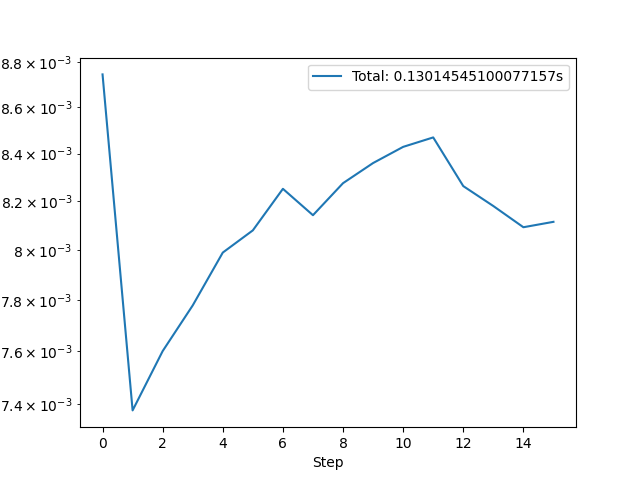 Total: 0.13014545100077157s
8.8 × 10⁻³
8.6 × 10⁻³
8.4 × 10⁻³
8.2 × 10⁻³
8 × 10⁻³
7.8 × 10⁻³
7.6 × 10⁻³
7.4 × 10⁻³
0 2 4 6 8 10 12 14
Step